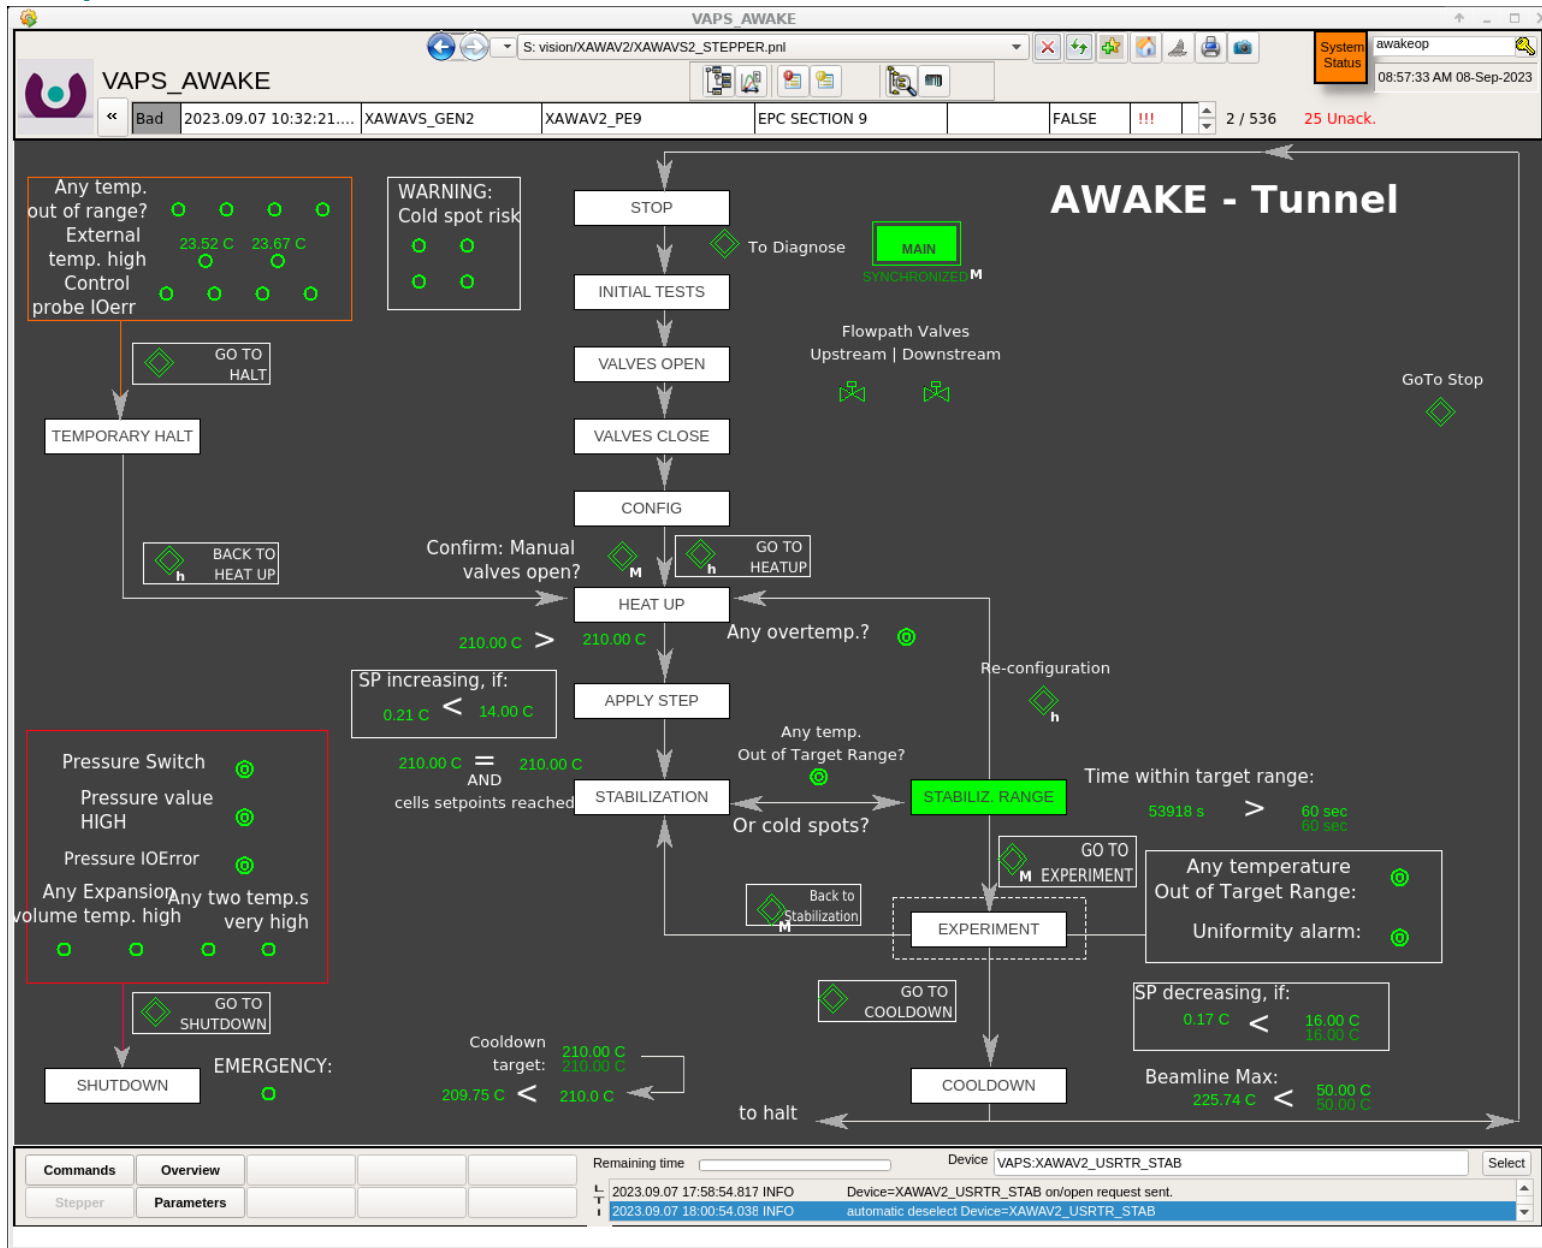 VAPS_AWAKE
S: vision/XAWAV2/XAWAVS2_STEPPER.pnl
System
Status
awakeop
08:57:33 AM 08-Sep-2023
VAPS_AWAKE
«
Bad
2023.09.07 10:32:21....
XAWAVS_GEN2
XAWAV2_PE9
EPC SECTION 9
FALSE
!!!
2 / 536
25 Unack.
AWAKE - Tunnel
Any temp.
out of range?
External
temp. high
23.52 C
23.67 C
Control
probe IOerr
WARNING:
Cold spot risk
STOP
To Diagnose
MAIN
SYNCHRONIZED M
INITIAL TESTS
Flowpath Valves
Upstream | Downstream
VALVES OPEN
GO TO
HALT
GoTo Stop
TEMPORARY HALT
VALVES CLOSE
CONFIG
Confirm: Manual
valves open?
M
GO TO
HEATUP
h
BACK TO
HEAT UP
h
HEAT UP
210.00 C > 210.00 C
Any overtemp.?
Re-configuration
h
SP increasing, if:
0.21 C < 14.00 C
APPLY STEP
Any temp.
Out of Target Range?
210.00 C = 210.00 C
AND
cells setpoints reached
STABILIZATION
STABILIZ. RANGE
Or cold spots?
Time within target range:
53918 s > 60 sec
60 sec
Pressure Switch
Pressure value
HIGH
Pressure IOError
Any Expansion
volume temp. high
Any two temp.s
very high
GO TO
EXPERIMENT
M
Any temperature
Out of Target Range:
Uniformity alarm:
Back to
Stabilization
M
EXPERIMENT
GO TO
SHUTDOWN
GO TO
COOLDOWN
SP decreasing, if:
0.17 C < 16.00 C
16.00 C
SHUTDOWN
EMERGENCY:
Cooldown
target:
210.00 C
210.00 C
209.75 C < 210.0 C
COOLDOWN
Beamline Max:
225.74 C < 50.00 C
50.00 C
to halt
Commands
Overview
Stepper
Parameters
Remaining time
Device
VAPS:XAWAV2_USRTR_STAB
Select
2023.09.07 17:58:54.817 INFO Device=XAWAV2_USRTR_STAB on/open request sent.
2023.09.07 18:00:54.038 INFO automatic deselect Device=XAWAV2_USRTR_STAB